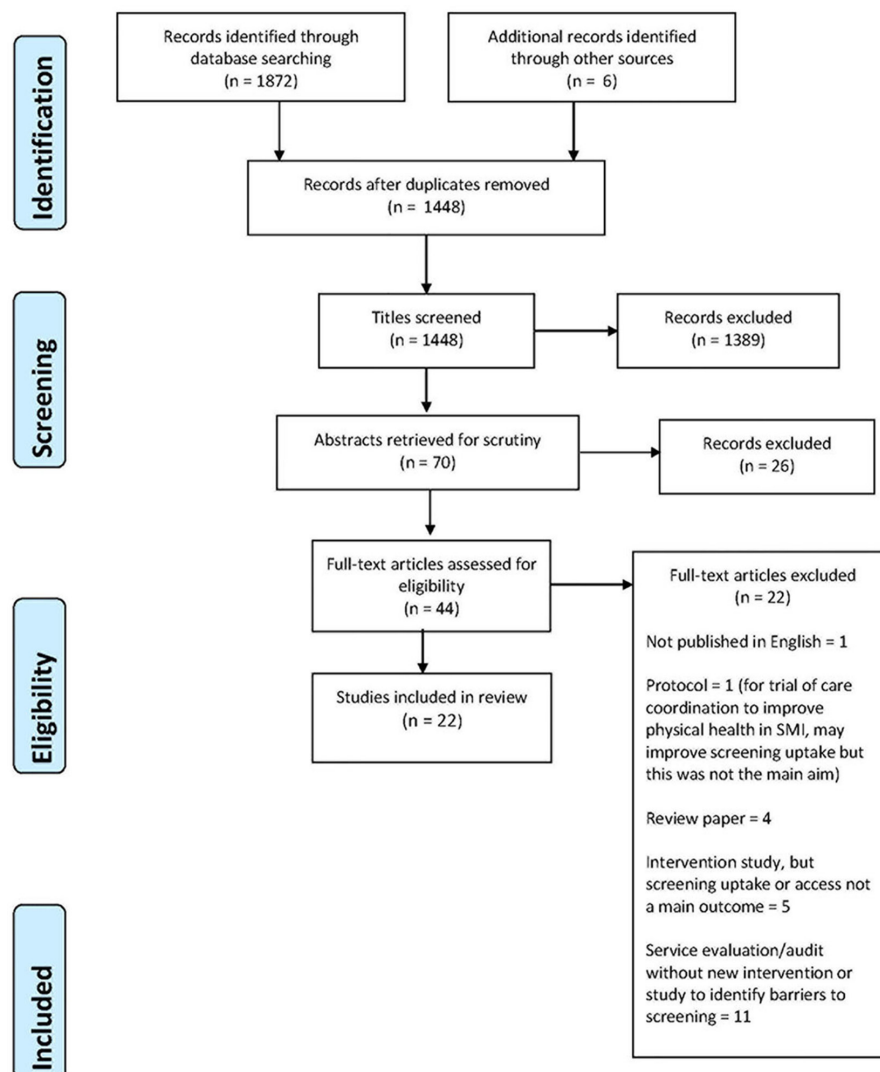 Identification
Records identified through
database searching
(n = 1872)
Additional records identified
through other sources
(n = 6)
Records after duplicates removed
(n = 1448)
Screening
Titles screened
(n = 1448)
Records excluded
(n = 1389)
Abstracts retrieved for scrutiny
(n = 70)
Records excluded
(n = 26)
Eligibility
Full-text articles assessed for
eligibility
(n = 44)
Full-text articles excluded
(n = 22)
Not published in English = 1
Protocol = 1 (for trial of care
coordination to improve
physical health in SMI, may
improve screening uptake but
this was not the main aim)
Review paper = 4
Intervention study, but
screening uptake or access not
a main outcome = 5
Service evaluation/audit
without new intervention or
study to identify barriers to
screening = 11
Studies included in review
(n = 22)
Included